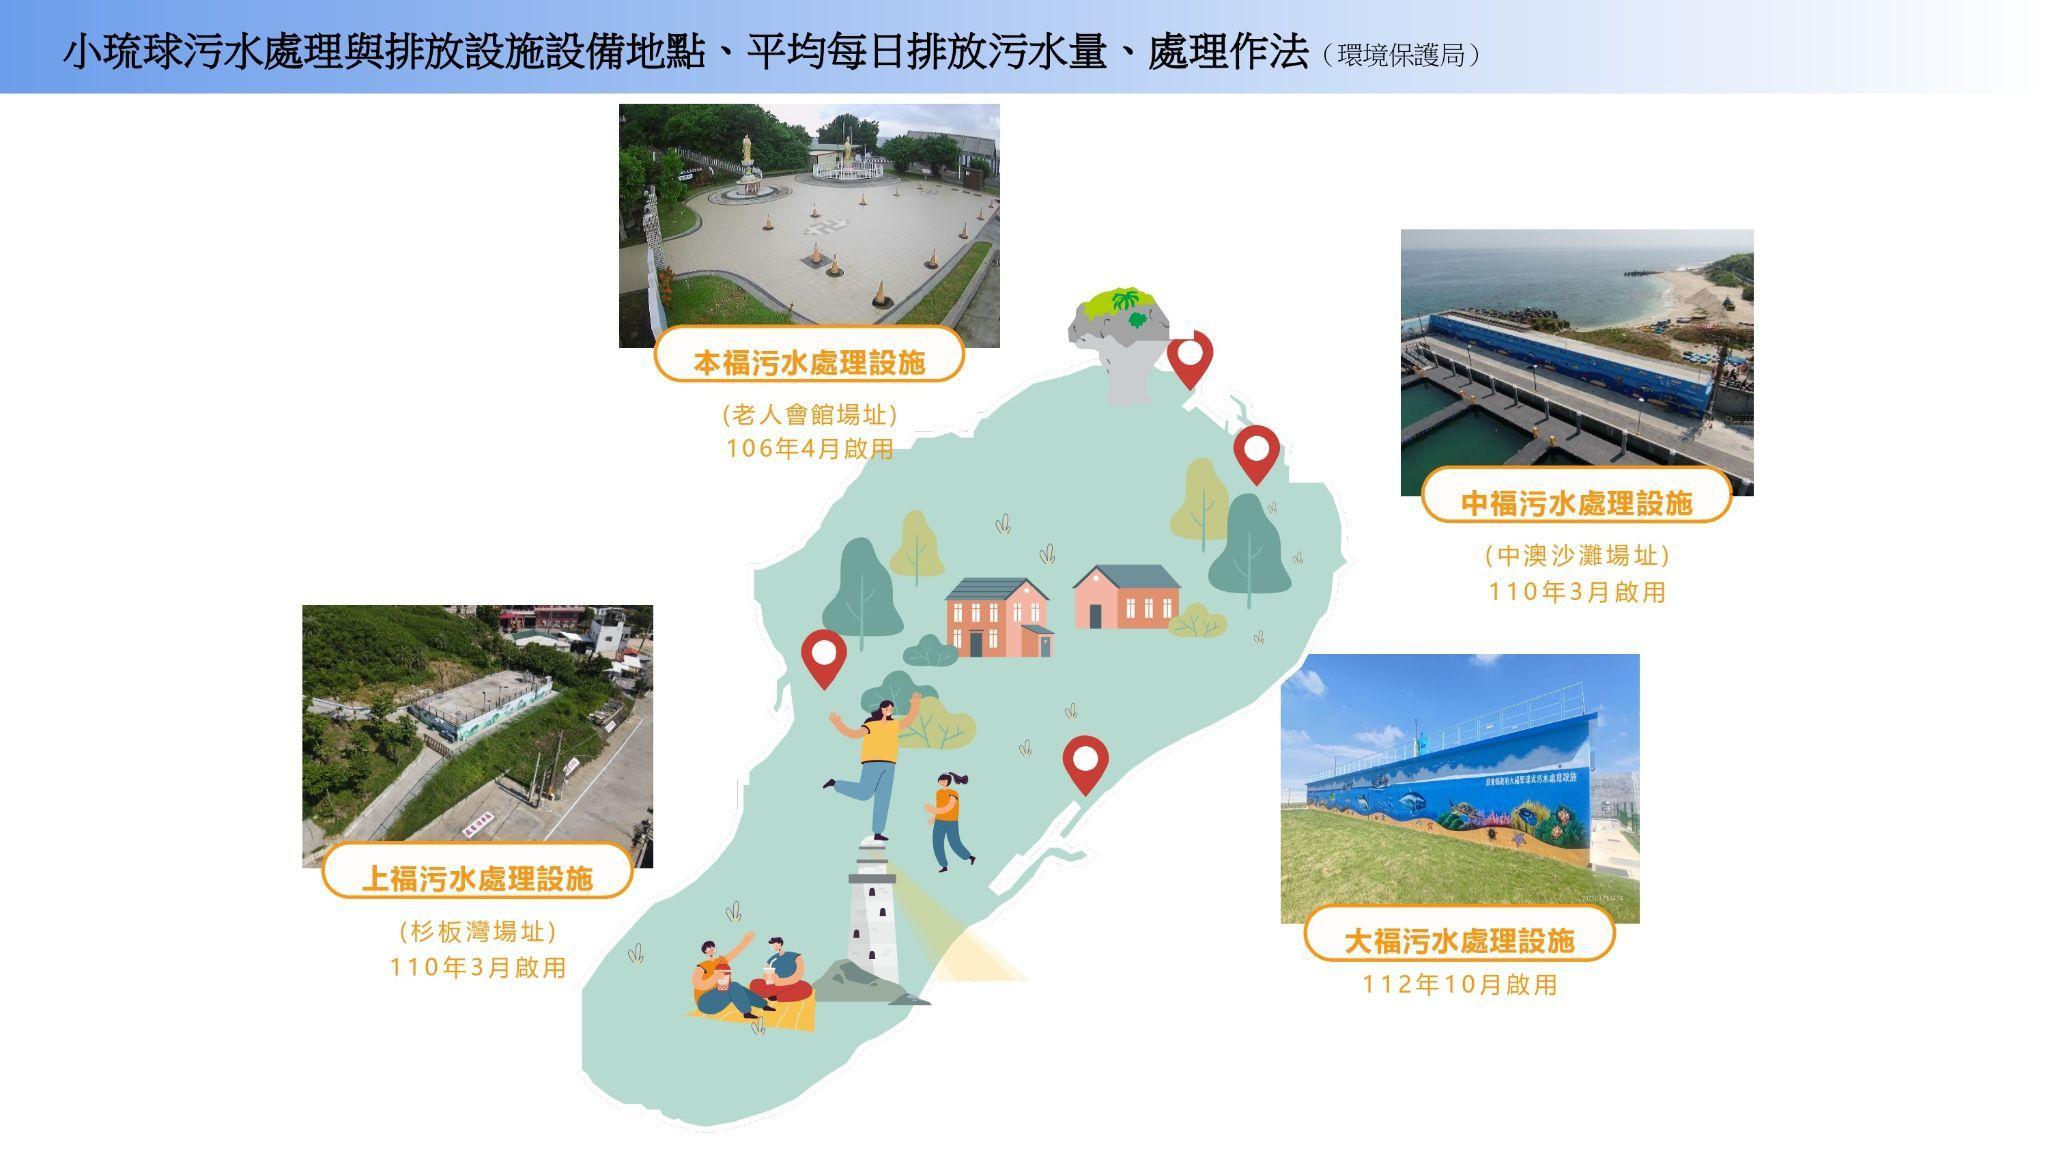 小琉球污水處理與排放設施設備地點、平均每日排放污水量、處理作法（環境保護局）
本福污水處理設施
(老人會館場址)
106年4月啟用
中福污水處理設施
(中澳沙灘場址)
110年3月啟用
上福污水處理設施
(杉板灣場址)
110年3月啟用
大福污水處理設施
112年10月啟用